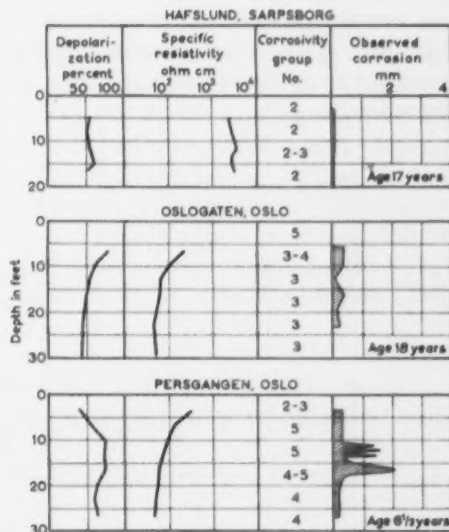 HAFSLUND, SARPSBORG
Depolari-
zation
per cent
50 100
Specific
resistivity
ohm cm
10² 10³ 10⁴
Corrosivity
group
No.
Observed
corrosion
mm
2 4
0
10
20
2
2
2-3
2
Age 17 years
OSLOGATEN, OSLO
Depth in feet
0
10
20
30
5
3-4
3
3
3
3
Age 18 years
PERSGANGEN, OSLO
0
10
20
30
2-3
5
5
4-5
4
4
Age 6½ years